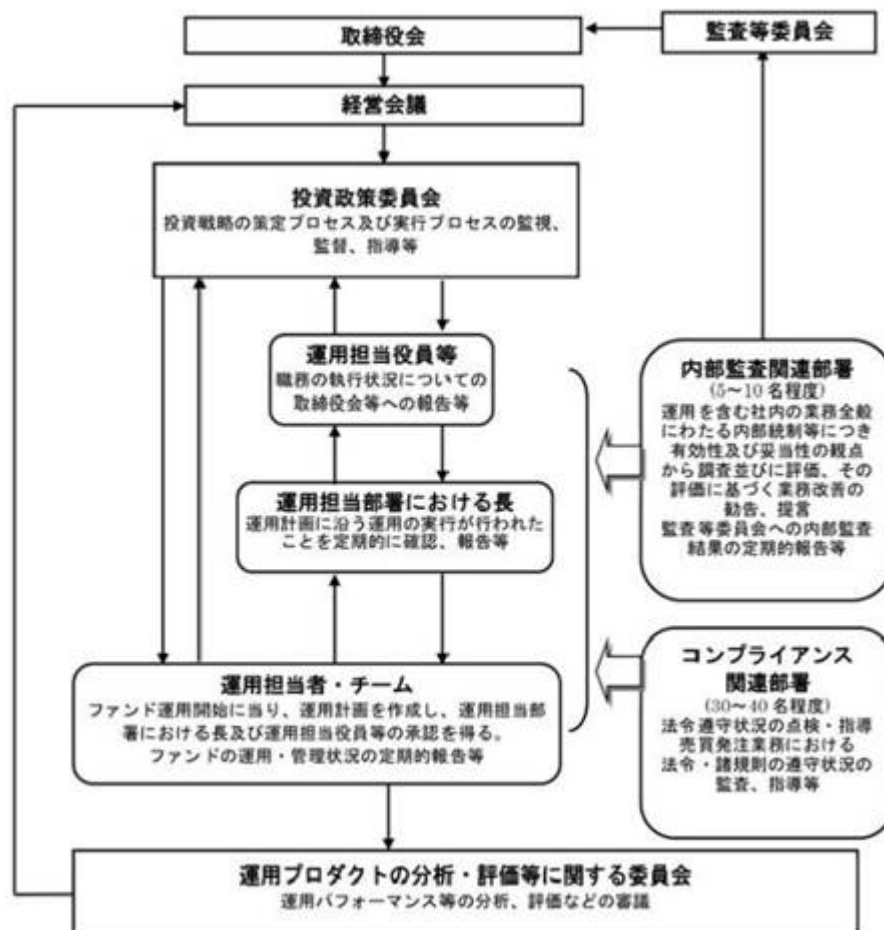 取締役会
監査等委員会
経営会議
投資政策委員会
投資戦略の策定プロセス及び実行プロセスの監視、
監督、指導等
運用担当役員等
職務の執行状況についての
取締役会等への報告等
運用担当部署における長
運用計画に沿う運用の実行が行われた
ことを定期的に確認、報告等
運用担当者・チーム
ファンド運用開始に当り、運用計画を作成し、運用担当部
署における長及び運用担当役員等の承認を得る。
ファンドの運用・管理状況の定期的報告等
内部監査関連部署
(5～10名程度)
運用を含む社内の業務全般
にわたる内部統制等につき
有効性及び妥当性の観点
から調査並びに評価、その
評価に基づく業務改善の
勧告、提言
監査等委員会への内部監査
結果の定期的報告等
コンプライアンス
関連部署
(30～40名程度)
法令遵守状況の点検・指導
売買発注業務における
法令・諸規則の遵守状況の
監査、指導等
運用プロダクトの分析・評価等に関する委員会
運用パフォーマンス等の分析、評価などの審議